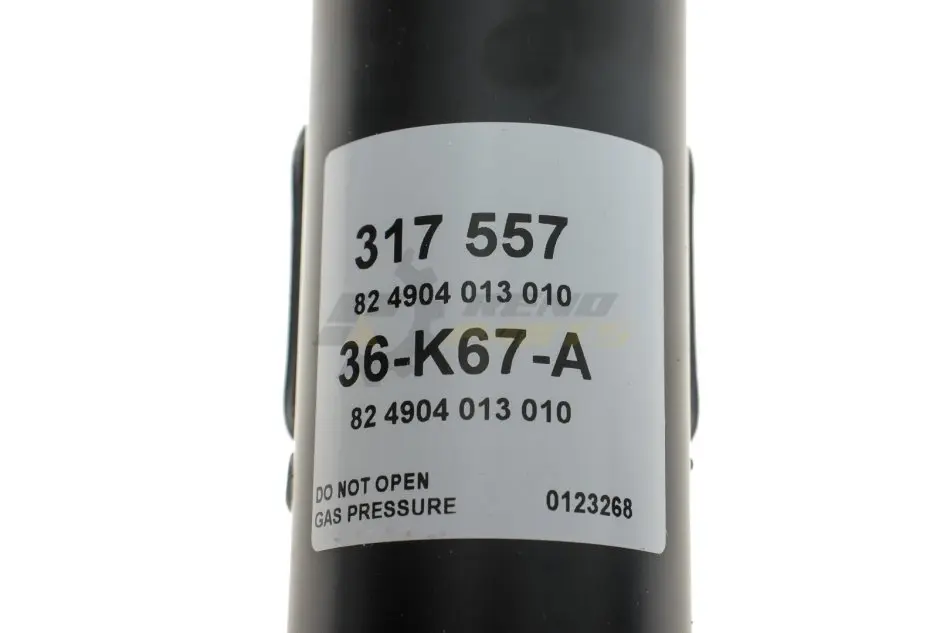 317 557
82 4904 013 010
36-K67-A
82 4904 013 010
DO NOT OPEN
GAS PRESSURE
0123268